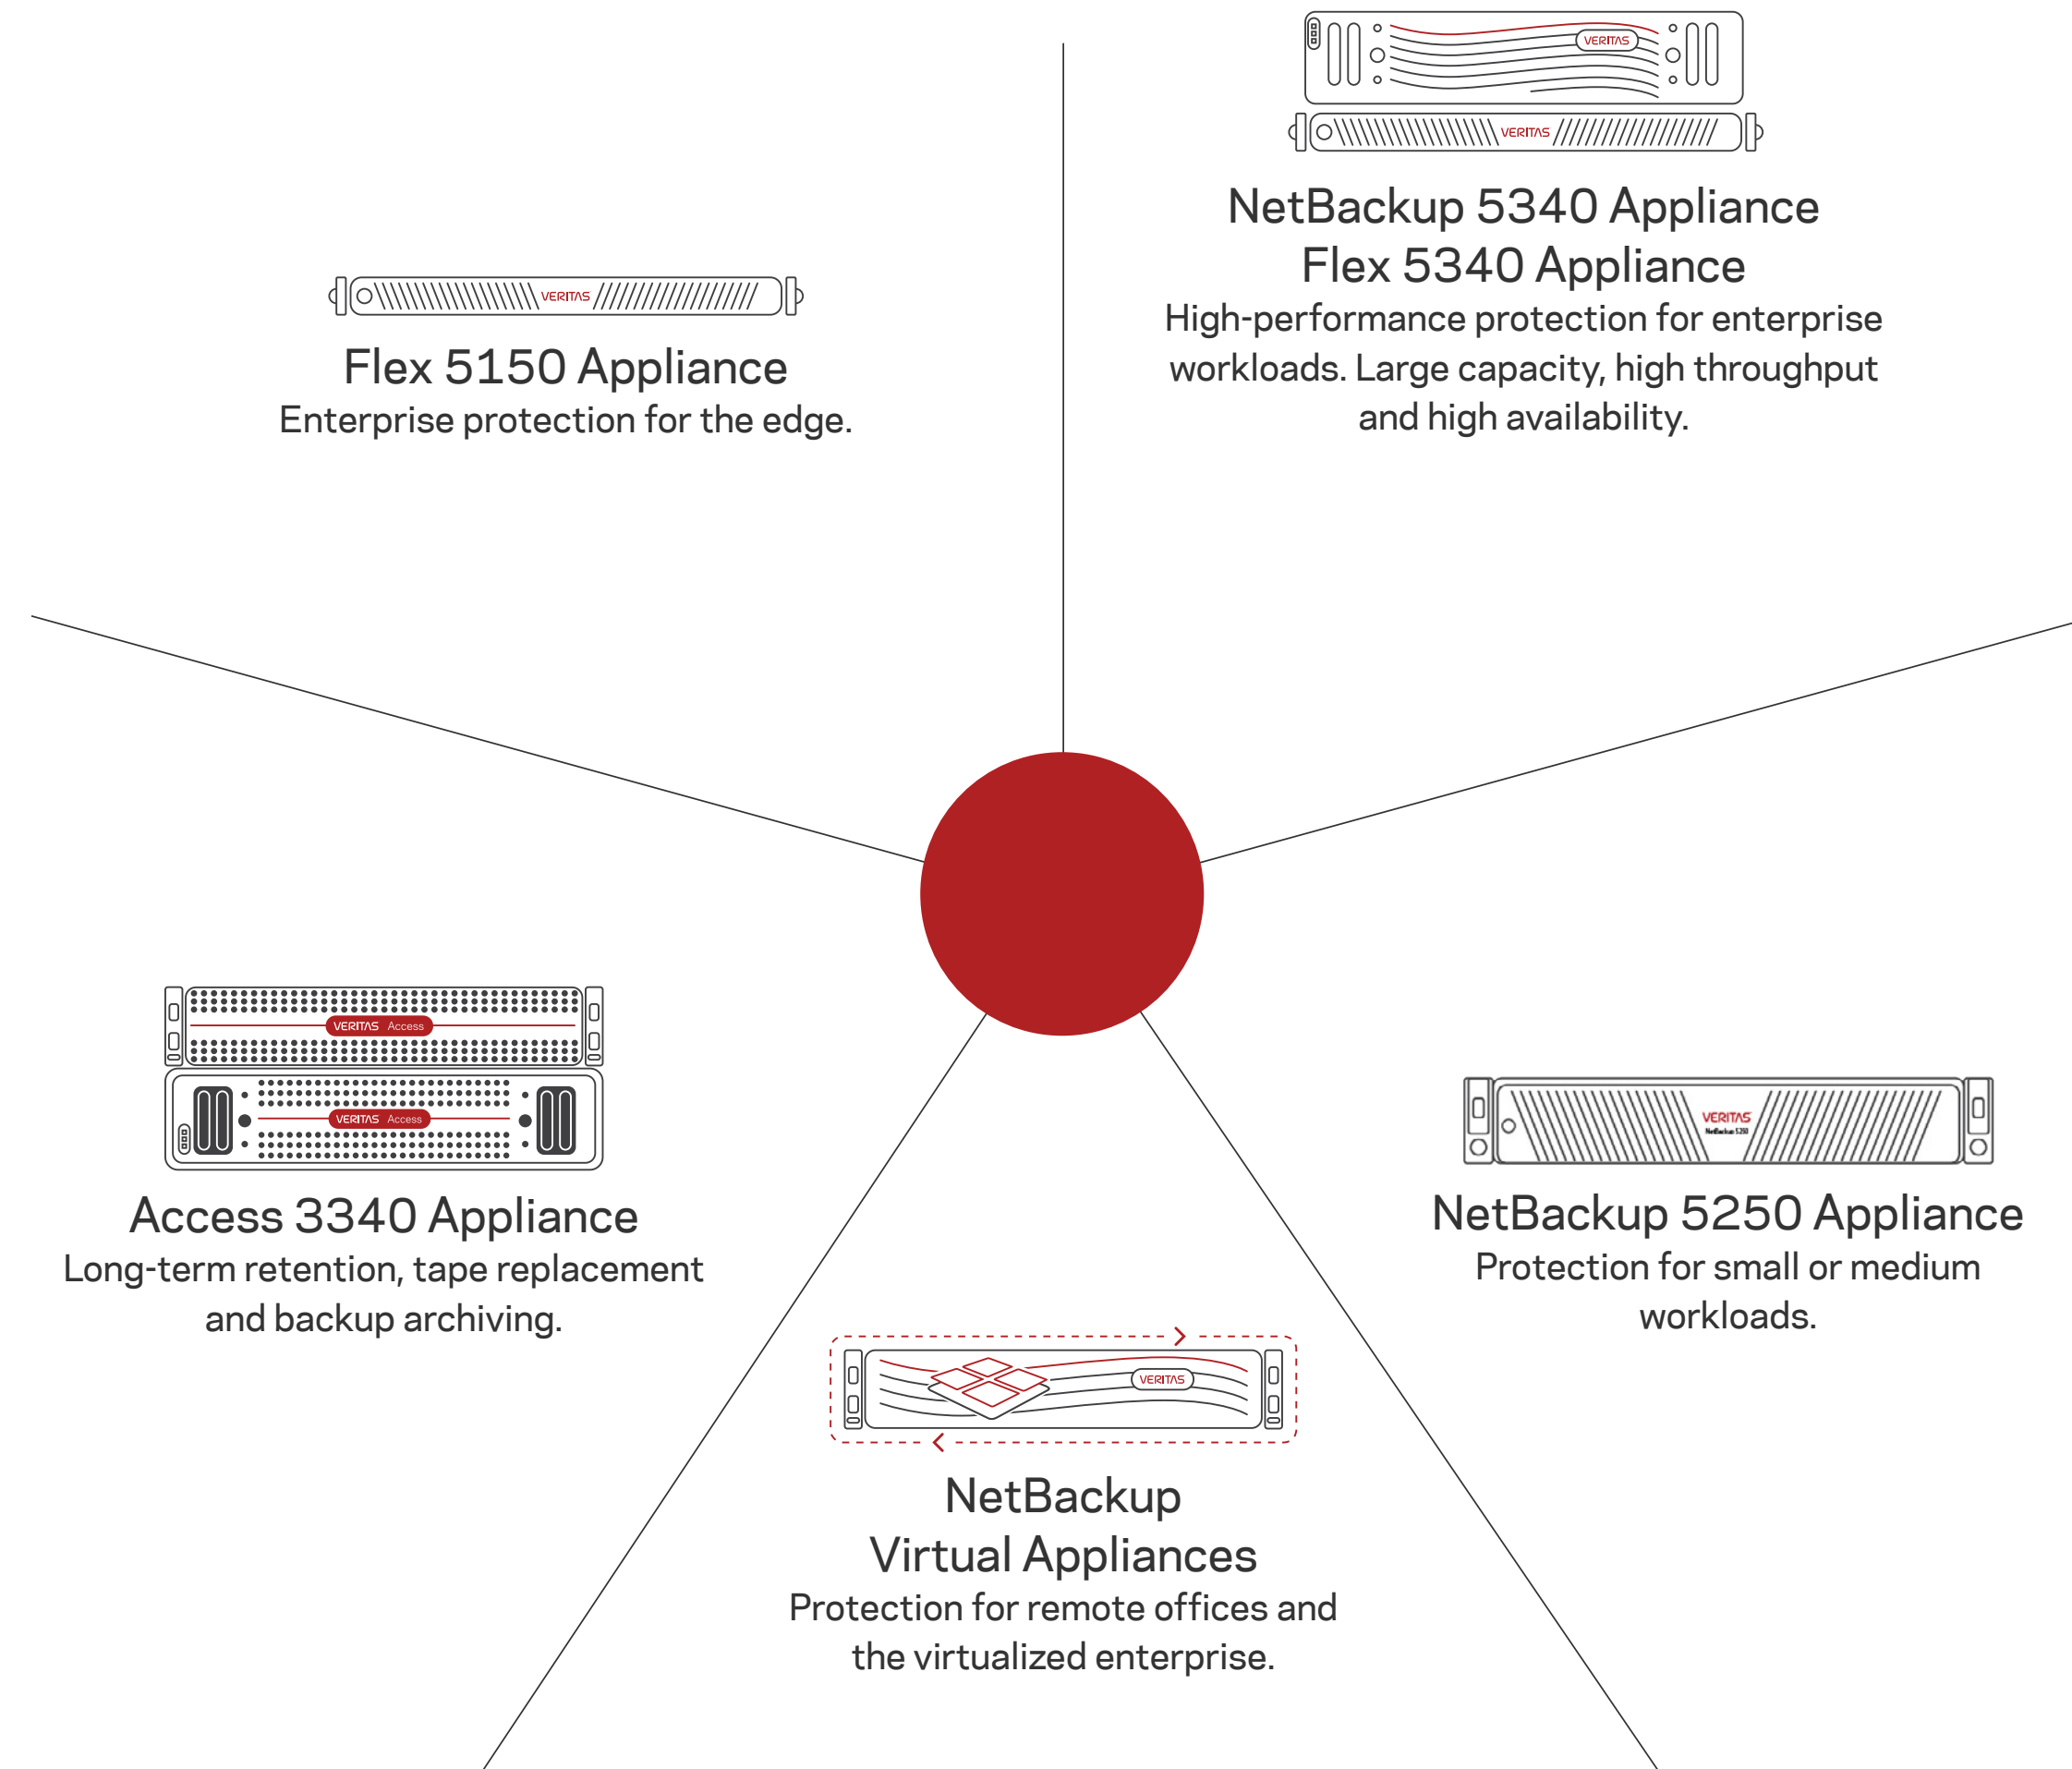 VERITAS
VERITAS
NetBackup 5340 Appliance
Flex 5340 Appliance
High-performance protection for enterprise
workloads. Large capacity, high throughput
and high availability.
VERITAS
Flex 5150 Appliance
Enterprise protection for the edge.
VERITAS Access
VERITAS Access
Access 3340 Appliance
Long-term retention, tape replacement
and backup archiving.
VERITAS
NetBackup 5250
NetBackup 5250 Appliance
Protection for small or medium
workloads.
VERITAS
NetBackup
Virtual Appliances
Protection for remote offices and
the virtualized enterprise.